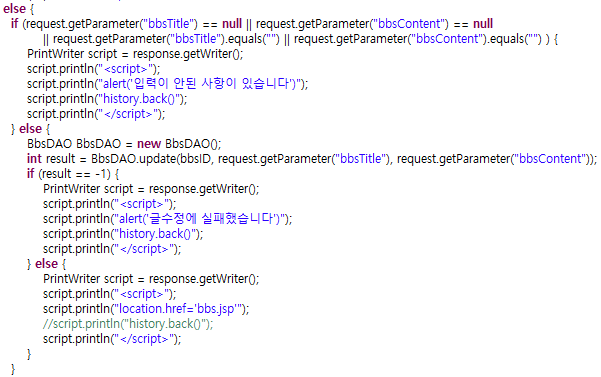 else {
if (request.getParameter("bbsTitle") == null || request.getParameter("bbsContent") == null
|| request.getParameter("bbsTitle").equals("") || request.getParameter("bbsContent").equals("") ) {
PrintWriter script = response.getWriter();
script.println("<script>");
script.println("alert('입력이 안된 사항이 있습니다')");
script.println("history.back()");
script.println("</script>");
} else {
BbsDAO BbsDAO = new BbsDAO();
int result = BbsDAO.update(bbsID, request.getParameter("bbsTitle"), request.getParameter("bbsContent"));
if (result == -1) {
PrintWriter script = response.getWriter();
script.println("<script>");
script.println("alert('글수정에 실패했습니다')");
script.println("history.back()");
script.println("</script>");
} else {
PrintWriter script = response.getWriter();
script.println("<script>");
script.println("location.href='bbs.jsp'");
//script.println("history.back()");
script.println("</script>");
}
}